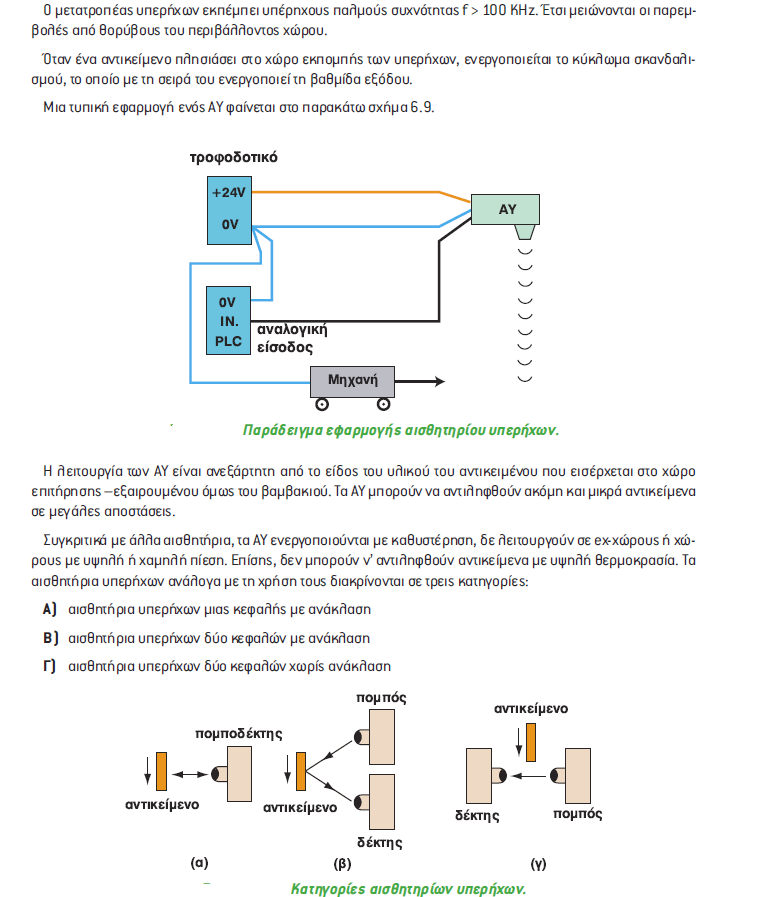 Ο μετατροπέας υπερήχων εκπέμπει υπέρηχους παλμούς συχνότητας f > 100 KHz. Έτσι μειώνονται οι παρεμ-
βολές από θορύβους του περιβάλλοντος χώρου.
Όταν ένα αντικείμενο πλησιάσει στο χώρο εκπομπής των υπερήχων, ενεργοποιείται το κύκλωμα σκανδαλι-
σμού, το οποίο με τη σειρά του ενεργοποιεί τη βαθμίδα εξόδου.
Μια τυπική εφαρμογή ενός ΑΥ φαίνεται στο παρακάτω σχήμα 6.9.
τροφοδοτικό
+24V
0V
ΑΥ
0V
IN.
PLC
αναλογική
είσοδος
Μηχανή
Παράδειγμα εφαρμογής αισθητηρίου υπερήχων.
Η λειτουργία των ΑΥ είναι ανεξάρτητη από το είδος του υλικού του αντικειμένου που εισέρχεται στο χώρο
επιτήρησης –εξαιρουμένου όμως του βαμβακιού. Τα ΑΥ μπορούν να αντιληφθούν ακόμη και μικρά αντικείμενα
σε μεγάλες αποστάσεις.
Συγκριτικά με άλλα αισθητήρια, τα ΑΥ ενεργοποιούνται με καθυστέρηση, δε λειτουργούν σε ex-χώρους ή χώ-
ρους με υψηλή ή χαμηλή πίεση. Επίσης, δεν μπορούν ν' αντιληφθούν αντικείμενα με υψηλή θερμοκρασία. Τα
αισθητήρια υπερήχων ανάλογα με τη χρήση τους διακρίνονται σε τρεις κατηγορίες:
Α) αισθητήρια υπερήχων μιας κεφαλής με ανάκλαση
Β) αισθητήρια υπερήχων δύο κεφαλών με ανάκλαση
Γ) αισθητήρια υπερήχων δύο κεφαλών χωρίς ανάκλαση
πομποδέκτης
αντικείμενο
(α)
πομπός
αντικείμενο
δέκτης
(β)
αντικείμενο
δέκτης
πομπός
(γ)
Κατηγορίες αισθητηρίων υπερήχων.